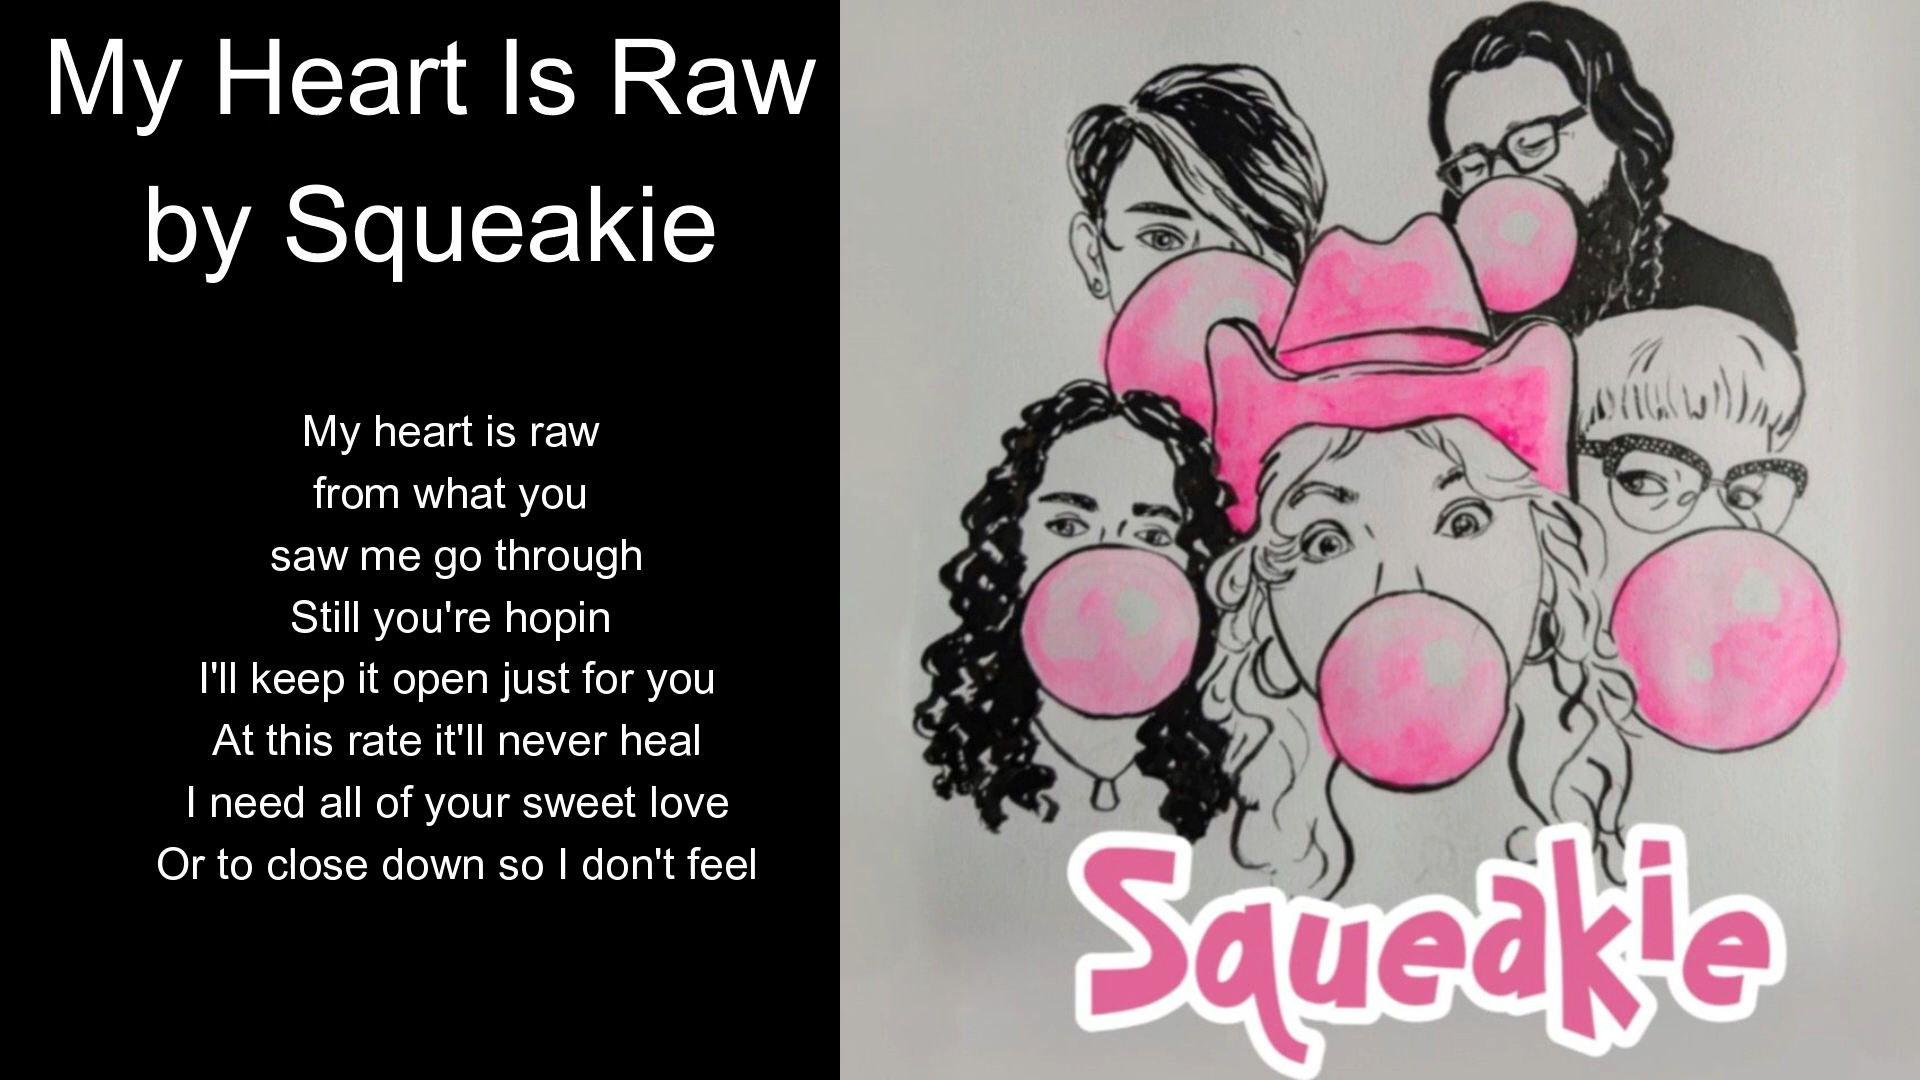 My Heart Is Raw
by Squeakie
My heart is raw
from what you
saw me go through
Still you're hopin
I'll keep it open just for you
At this rate it'll never heal
I need all of your sweet love
Or to close down so I don't feel
Squeakie